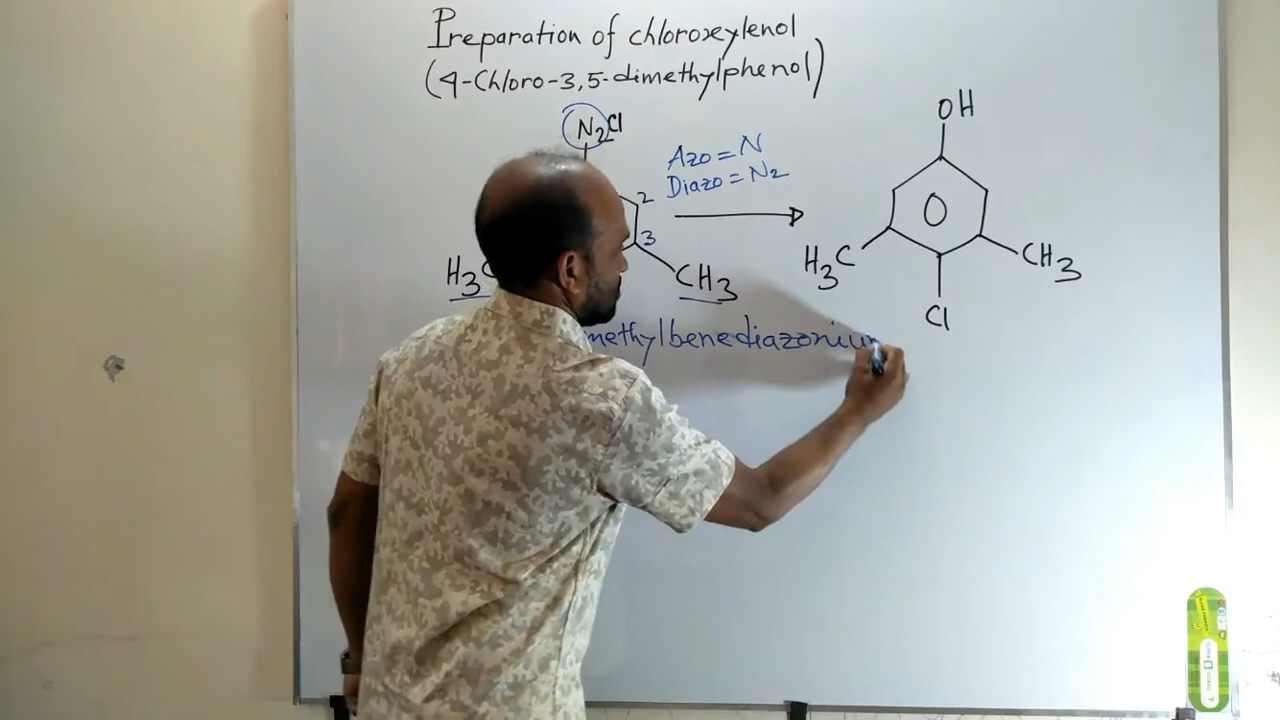 Preparation of chloroxylenol
(4-Chloro-3,5-dimethylphenol)
N2Cl
Azo = N
Diazo = N2
2
3
H3C
CH3
methylbenediazonium
OH
H3C
CH3
Cl